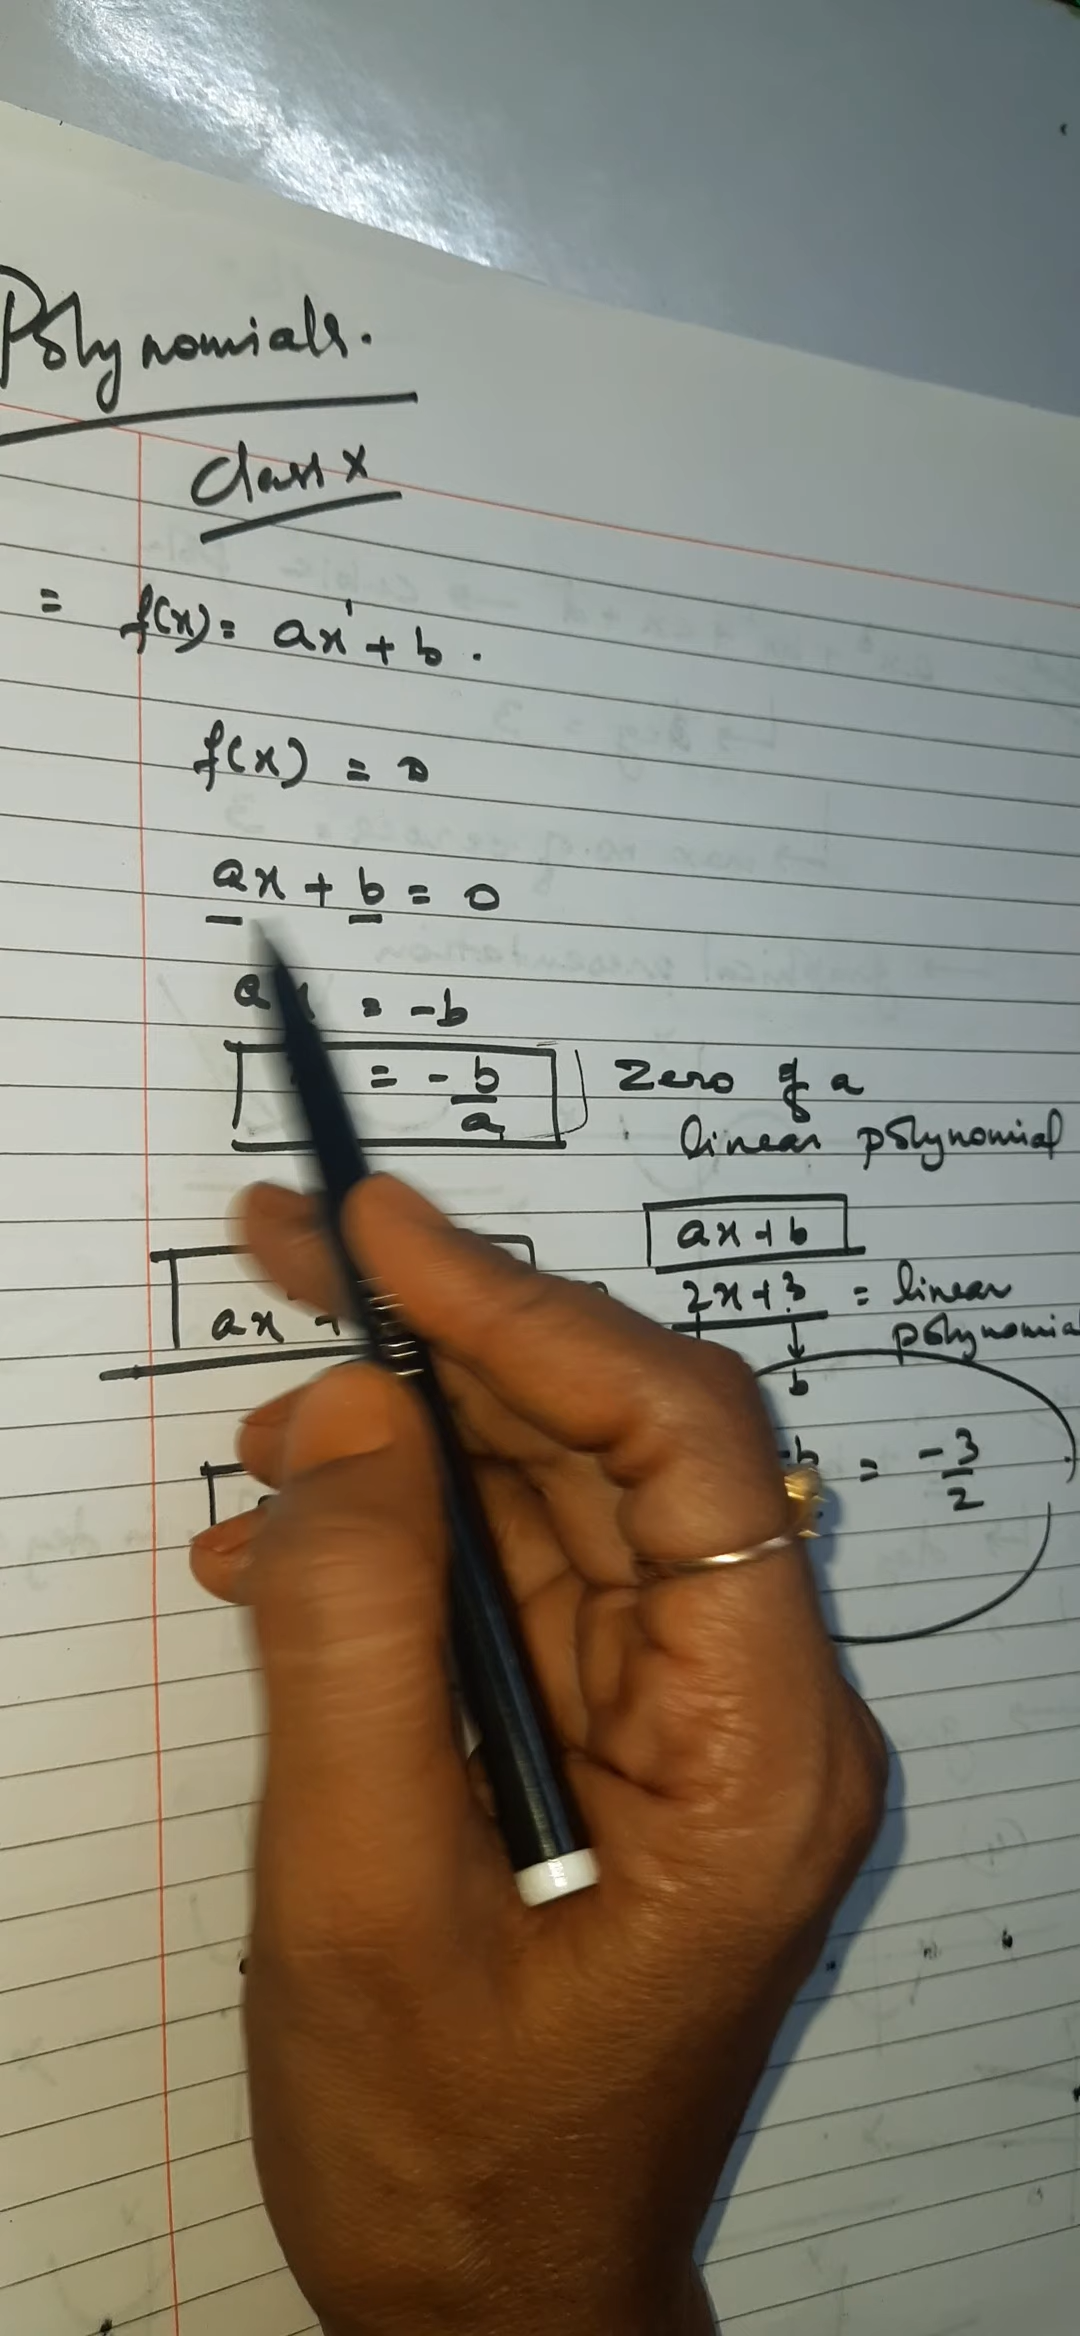 Polynomials.
Class X
= f(x) = ax¹ + b.
f(x) = 0
ax + b = 0
a = -b
= -b/a
Zero of a
linear polynomial
ax + b
ax +
2x + 3 = linear
polynomial
b
-b = -3/2